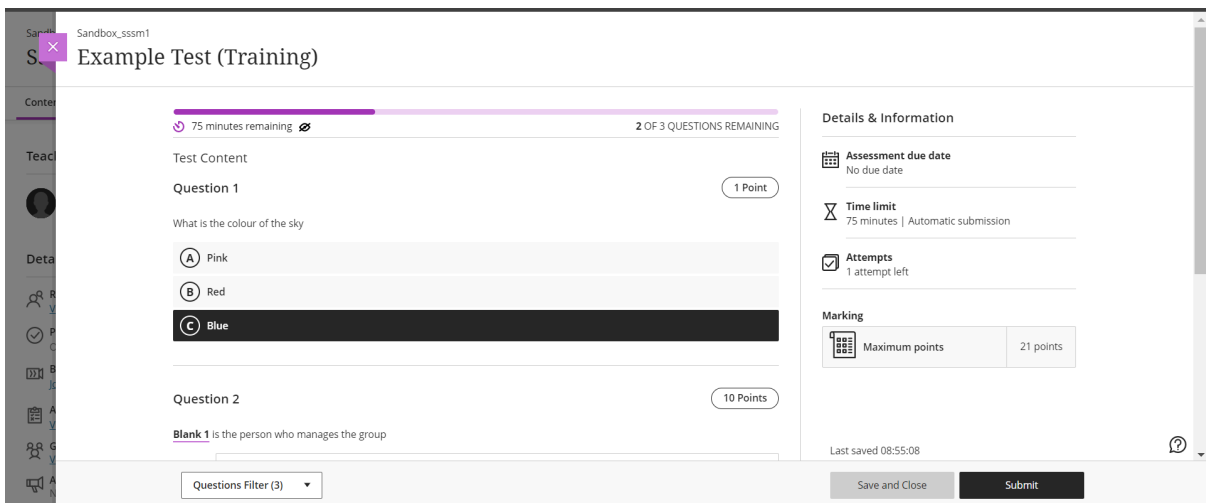 Sandbox_sssm1
Example Test (Training)
75 minutes remaining
2 OF 3 QUESTIONS REMAINING
Test Content
Question 1
1 Point
What is the colour of the sky
A Pink
B Red
C Blue
Question 2
10 Points
Blank 1 is the person who manages the group
Details & Information
Assessment due date
No due date
Time limit
75 minutes | Automatic submission
Attempts
1 attempt left
Marking
Maximum points
21 points
Last saved 08:55:08
Questions Filter (3)
Save and Close
Submit